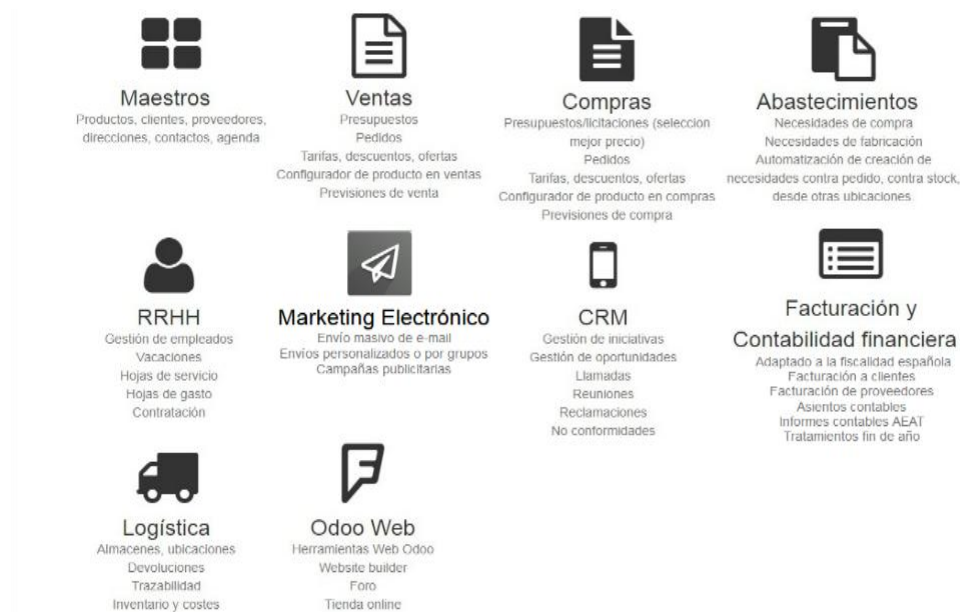 Maestros
Productos, clientes, proveedores,
direcciones, contactos, agenda
Ventas
Presupuestos
Pedidos
Tarifas, descuentos, ofertas
Configurador de producto en ventas
Previsiones de venta
Compras
Presupuestos/licitaciones (seleccion
mejor precio)
Pedidos
Tarifas, descuentos, ofertas
Configurador de producto en compras
Previsiones de compra
Abastecimientos
Necesidades de compra
Necesidades de fabricación
Automatización de creación de
necesidades contra pedido, contra stock,
desde otras ubicaciones
RRHH
Gestión de empleados
Vacaciones
Hojas de servicio
Hojas de gasto
Contratación
Marketing Electrónico
Envío masivo de e-mail
Envíos personalizados o por grupos
Campañas publicitarias
CRM
Gestión de iniciativas
Gestión de oportunidades
Llamadas
Reuniones
Reclamaciones
No conformidades
Facturación y
Contabilidad financiera
Adaptado a la fiscalidad española
Facturación a clientes
Facturación de proveedores
Asientos contables
Informes contables AEAT
Tratamientos fin de año
Logística
Almacenes, ubicaciones
Devoluciones
Trazabilidad
Inventario y costes
Odoo Web
Herramientas Web Odoo
Website builder
Foro
Tienda online